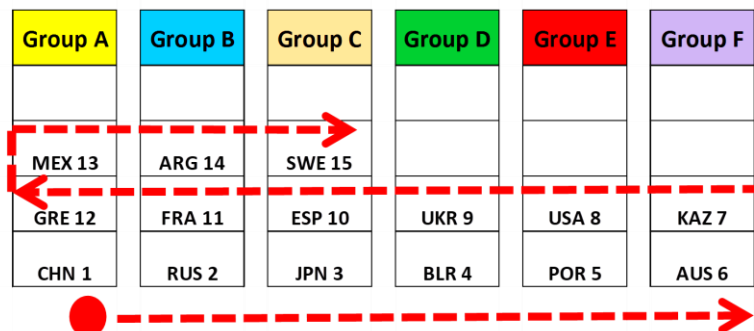 Group A Group B Group C Group D Group E Group F
MEX 13 ARG 14 SWE 15
GRE 12 FRA 11 ESP 10 UKR 9 USA 8 KAZ 7
CHN 1 RUS 2 JPN 3 BLR 4 POR 5 AUS 6